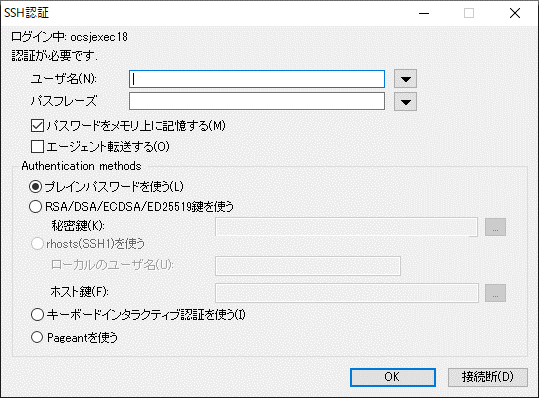 SSH認証
ログイン中: ocsjexec18
認証が必要です.
ユーザ名(N):
パスフレーズ
パスワードをメモリ上に記憶する(M)
エージェント転送する(O)
Authentication methods
プレインパスワードを使う(L)
RSA/DSA/ECDSA/ED25519鍵を使う
秘密鍵(K):
...
rhosts(SSH1)を使う
ローカルのユーザ名(U):
ホスト鍵(F):
...
キーボードインタラクティブ認証を使う(I)
Pageantを使う
OK
接続断(D)